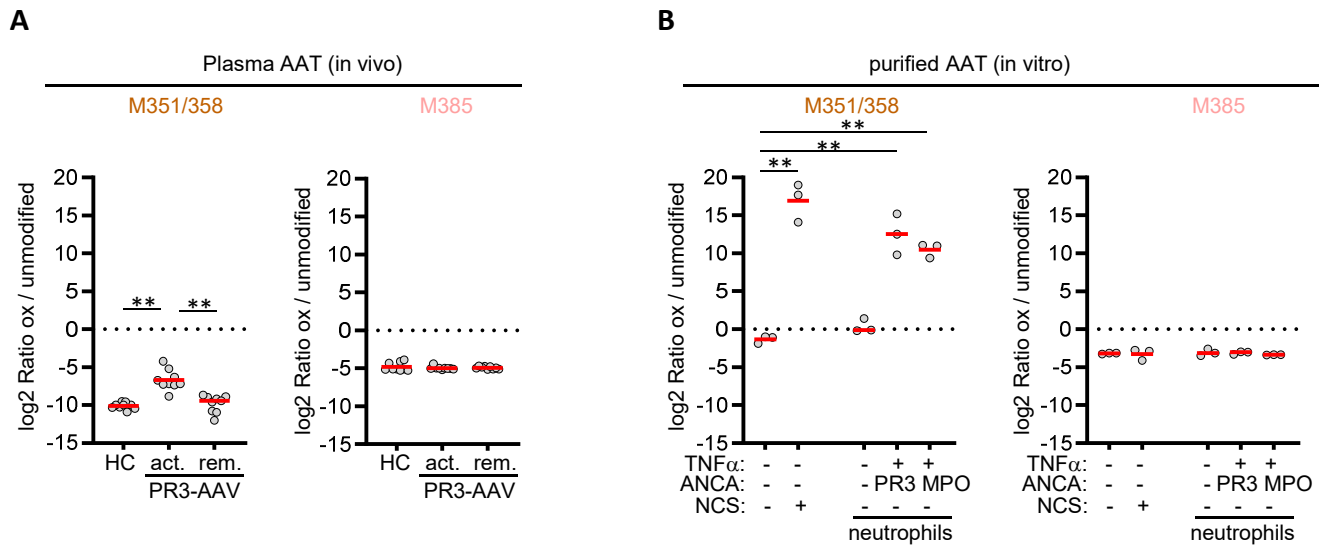 A
B
Plasma AAT (in vivo)
purified AAT (in vitro)
M351/358
M385
M351/358
M385
log2 Ratio ox / unmodified
20
15
10
5
0
-5
-10
-15
** **
HC act. rem.
PR3-AAV
log2 Ratio ox / unmodified
20
15
10
5
0
-5
-10
-15
HC act. rem.
PR3-AAV
log2 Ratio ox / unmodified
20
15
10
5
0
-5
-10
-15
**
**
**
TNFα: - - - + +
ANCA: - - - PR3 MPO
NCS: - + - - -
neutrophils
log2 Ratio ox / unmodified
20
15
10
5
0
-5
-10
-15
TNFα: - - - + +
ANCA: - - - PR3 MPO
NCS: - + - - -
neutrophils